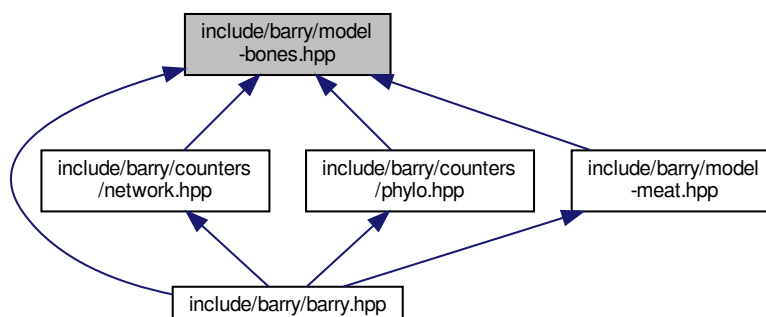 include/barry/model
-bones.hpp
include/barry/counters
/network.hpp
include/barry/counters
/phylo.hpp
include/barry/model
-meat.hpp
include/barry/barry.hpp